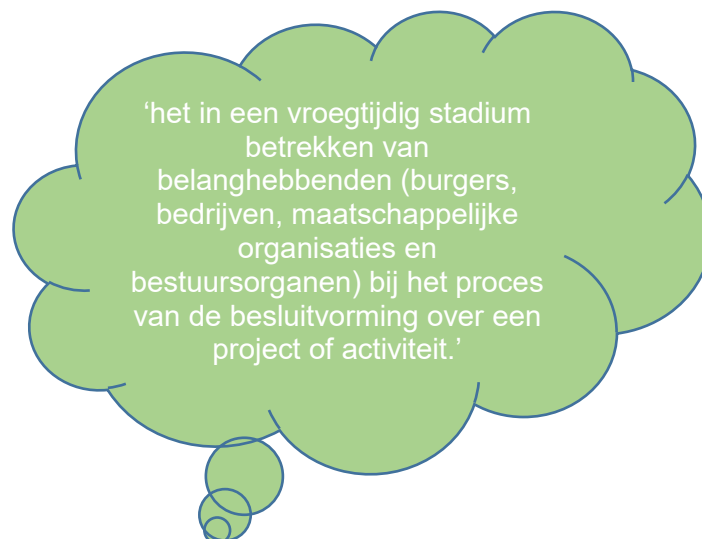 ‘het in een vroegtijdig stadium
betrekken van
belanghebbenden (burgers,
bedrijven, maatschappelijke
organisaties en
bestuursorganen) bij het proces
van de besluitvorming over een
project of activiteit.’